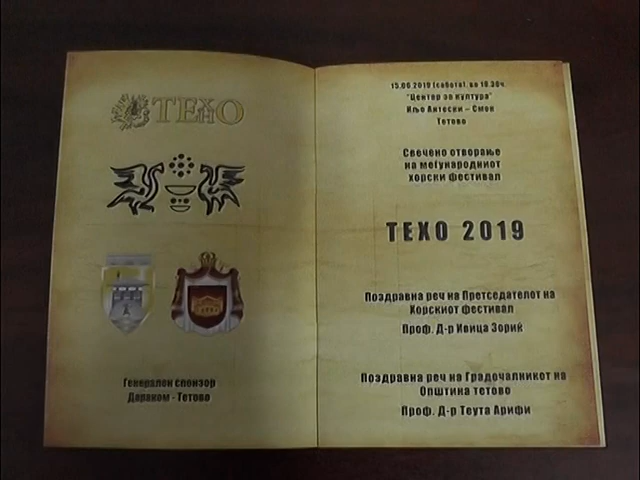 ТЕХО
Генерален спонзор
Дараком - Тетово
15.06 2019 (сабота), во 18.30ч.
"Центар за култура"
Иљо Антески – Смок
Тетово
Свечено отворање
на меѓународниот
хорски фестивал
ТЕХО 2019
Поздравна реч на Претседателот на
Хорскиот фестивал
Проф. Д-р Ивица Зориќ
Поздравна реч на Градочалникот на
Општина тетово
Проф. Д-р Теута Арифи